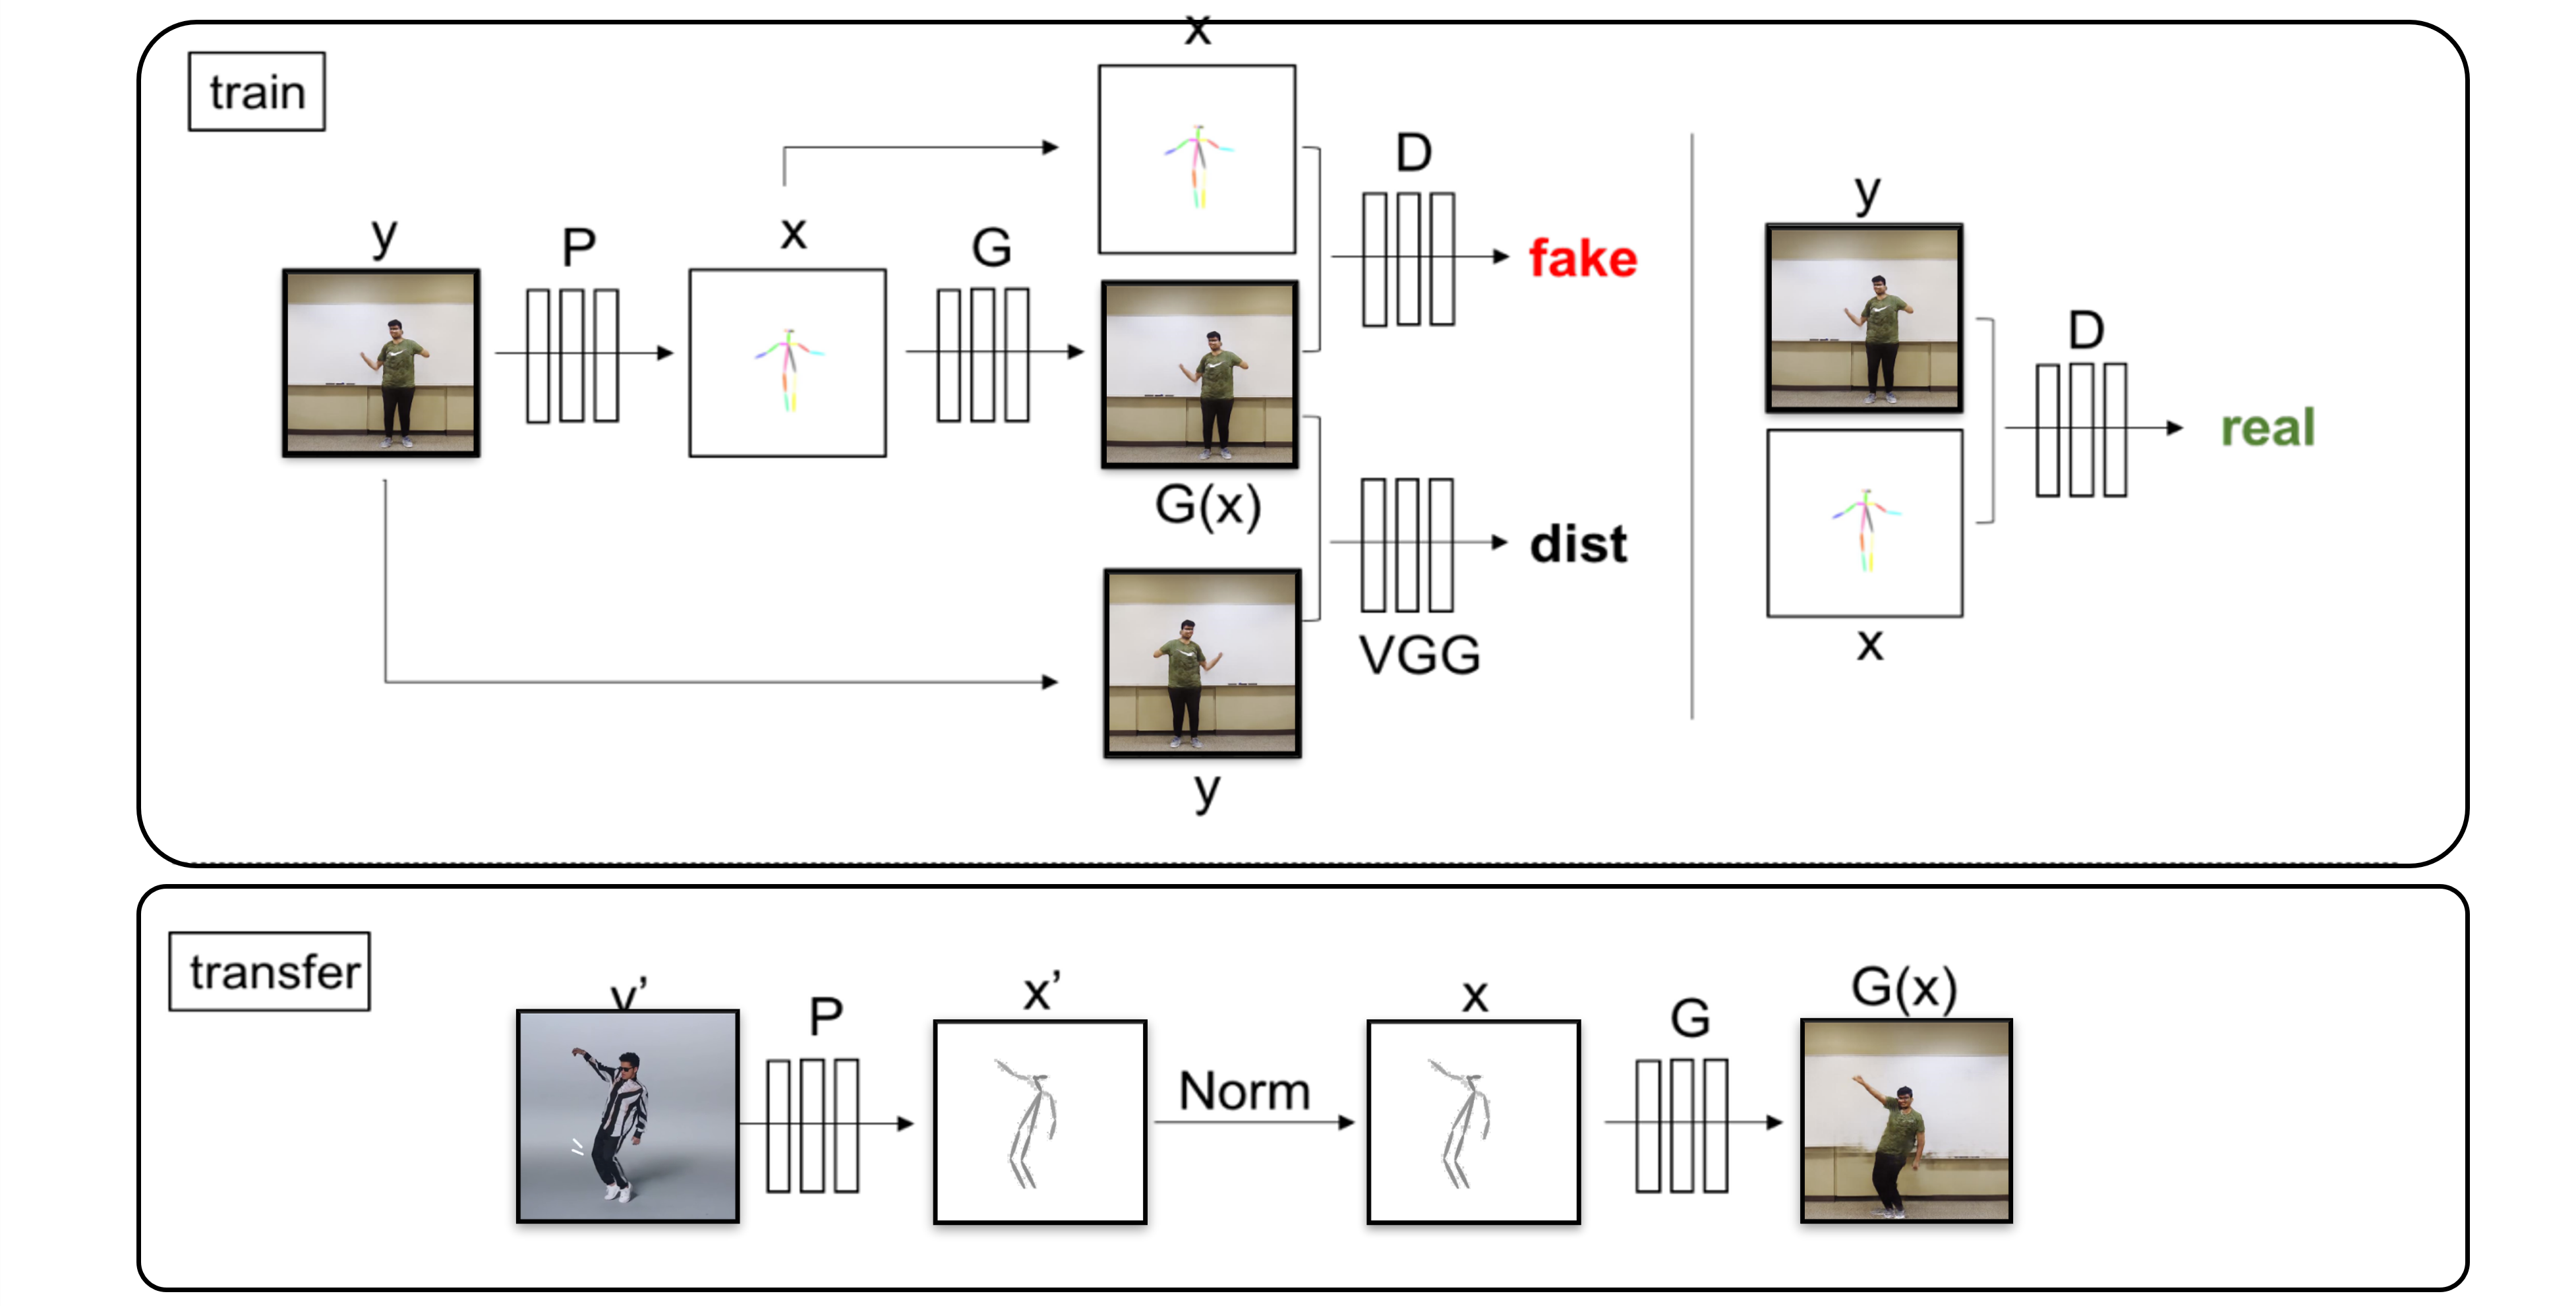 train
x
D
y
P
x
G
fake
y
D
real
G(x)
dist
VGG
x
y
transfer
y’
P
x’
Norm
x
G
G(x)